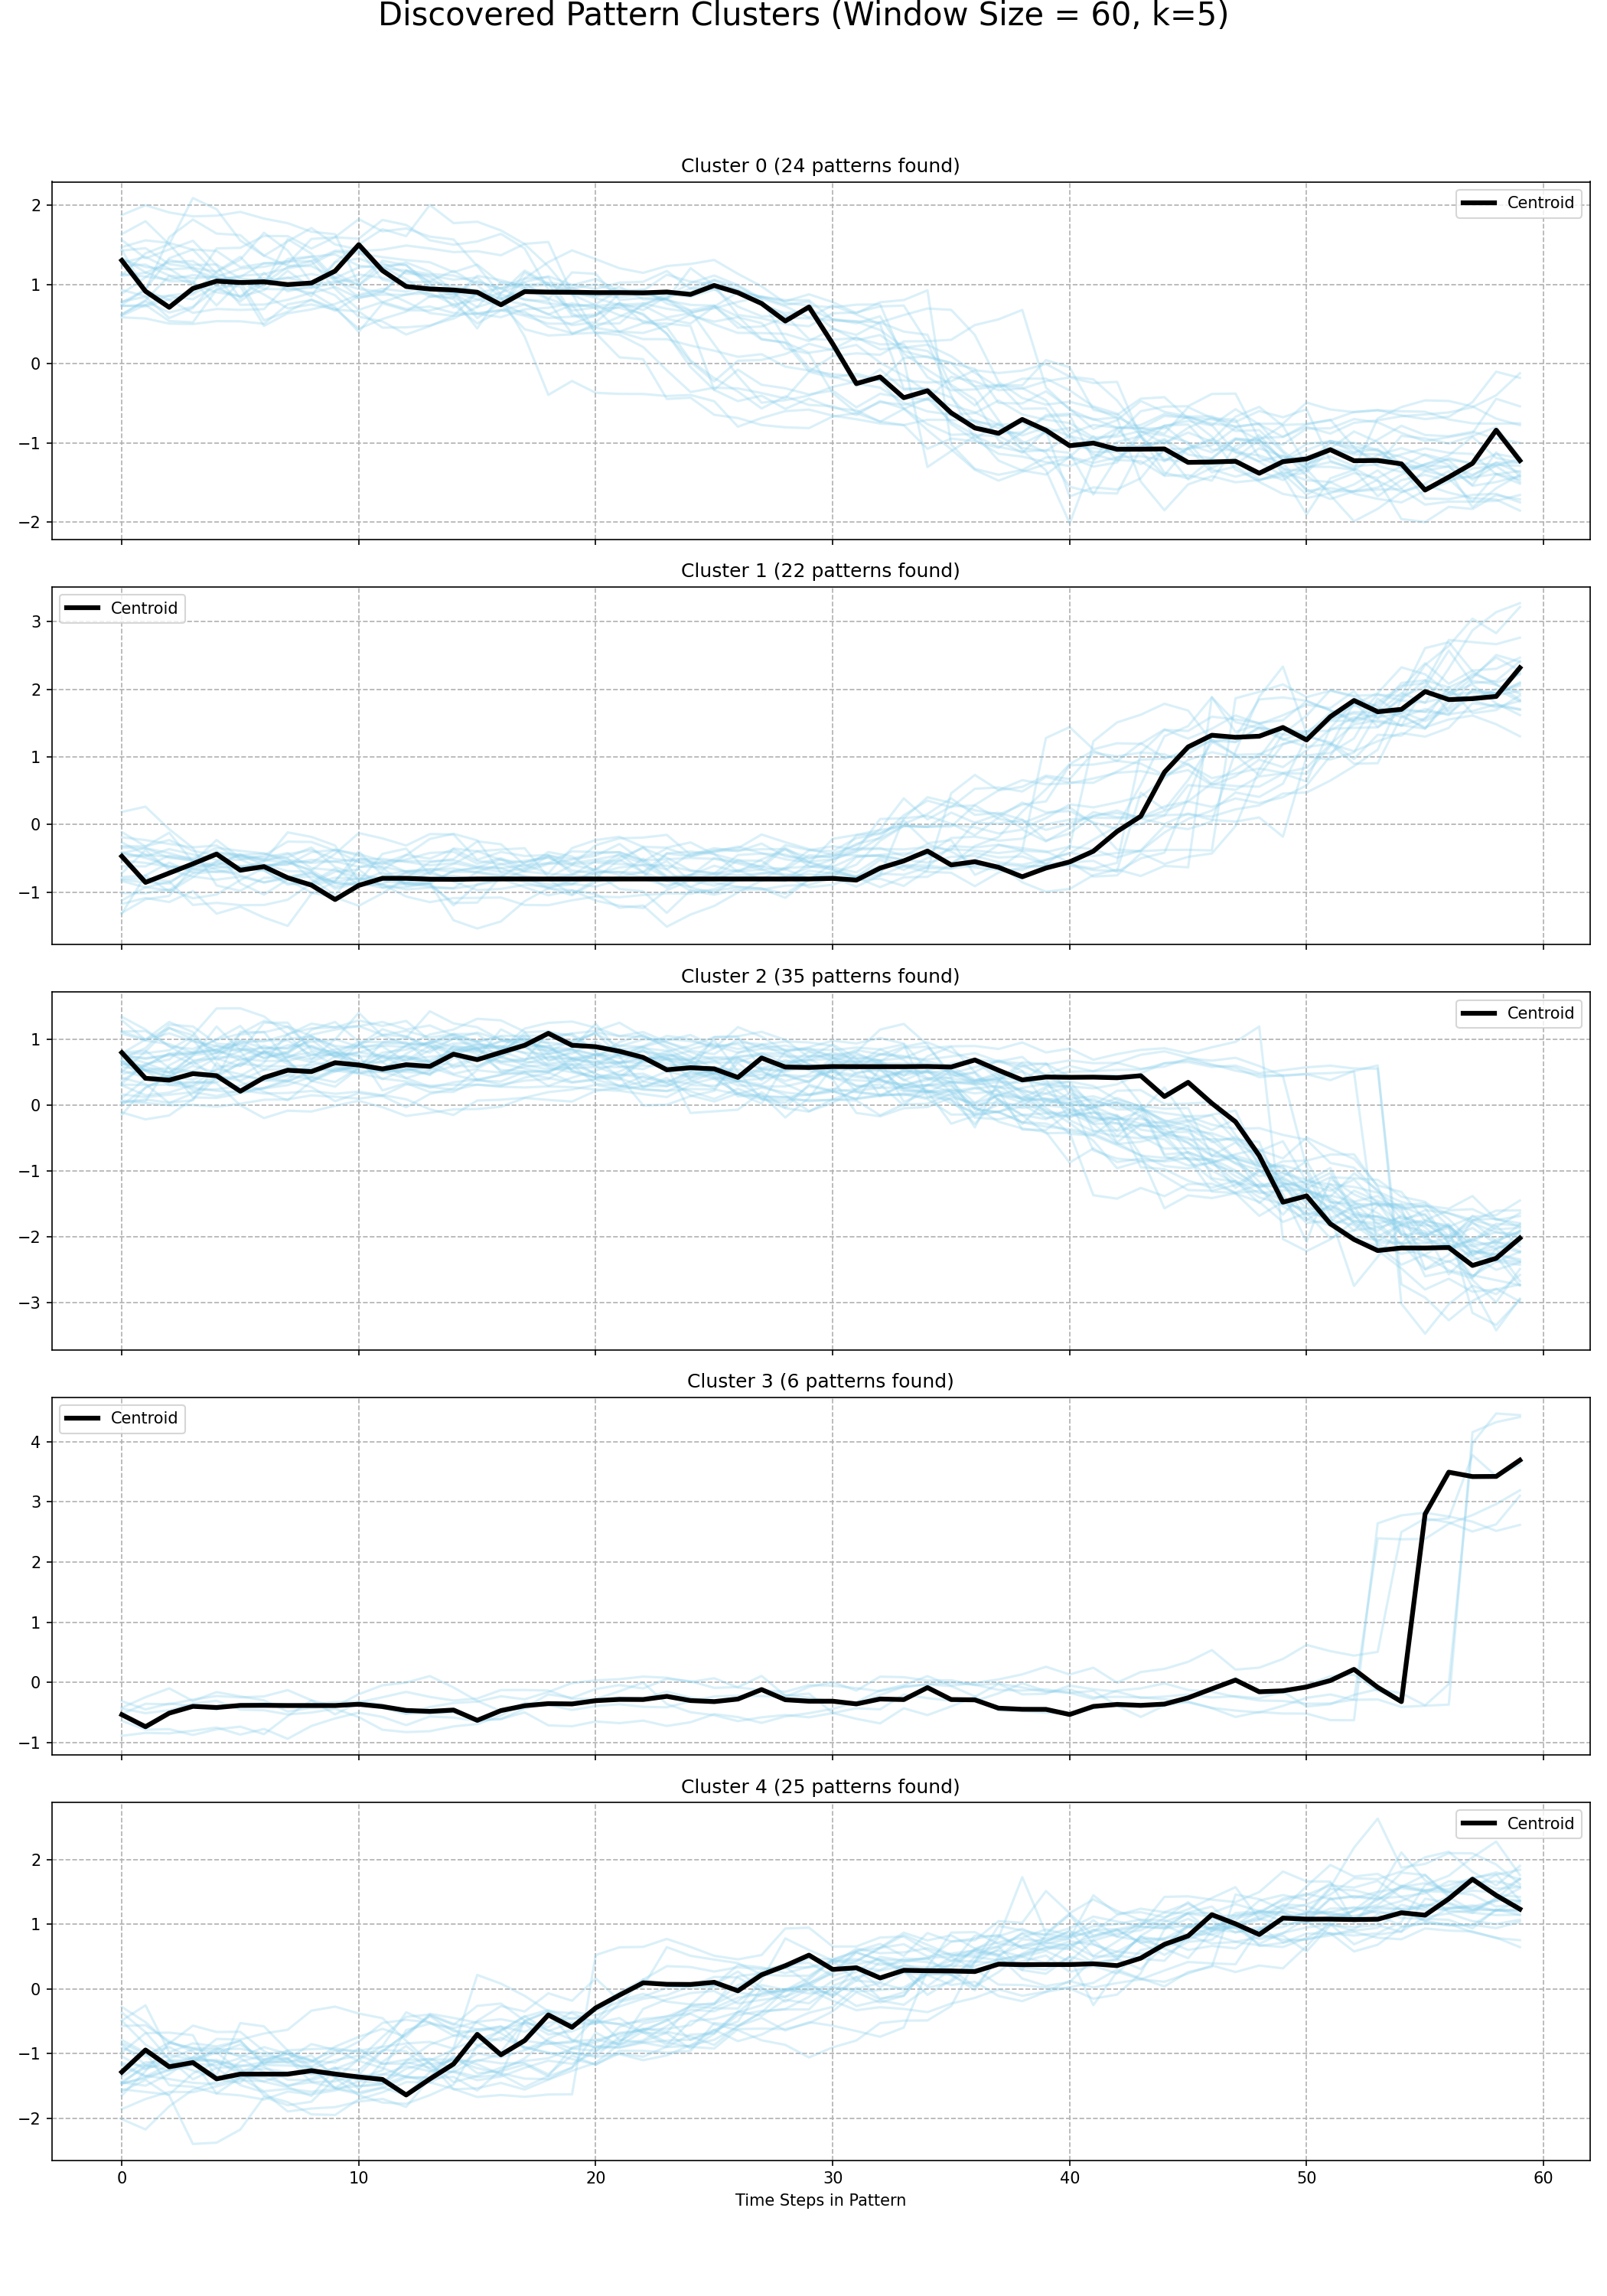 Discovered Pattern Clusters (Window Size = 60, k=5)
Cluster 0 (24 patterns found)
Centroid
2
1
0
−1
−2
Cluster 1 (22 patterns found)
Centroid
3
2
1
0
−1
Cluster 2 (35 patterns found)
Centroid
1
0
−1
−2
−3
Cluster 3 (6 patterns found)
Centroid
4
3
2
1
0
−1
Cluster 4 (25 patterns found)
Centroid
2
1
0
−1
−2
0 10 20 30 40 50 60
Time Steps in Pattern